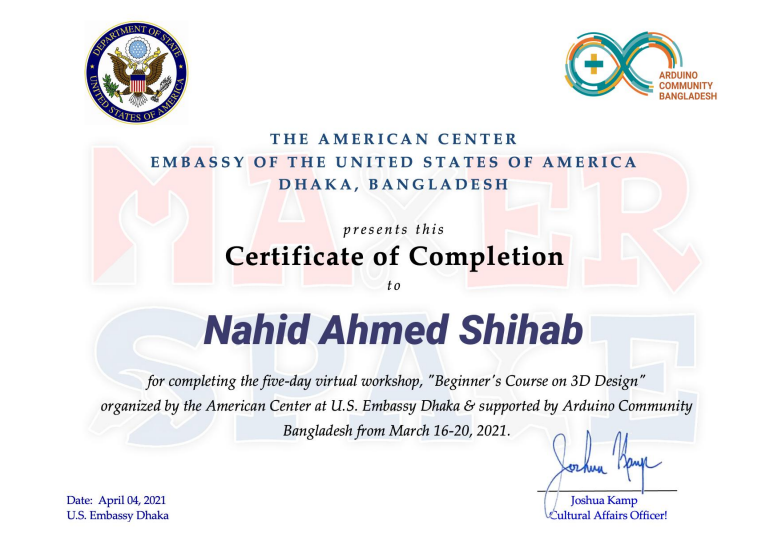 DEPARTMENT OF STATE
UNITED STATES OF AMERICA
ARDUINO
COMMUNITY
BANGLADESH
MAKER
SPACE
THE AMERICAN CENTER
EMBASSY OF THE UNITED STATES OF AMERICA
DHAKA, BANGLADESH
presents this
Certificate of Completion
to
Nahid Ahmed Shihab
for completing the five-day virtual workshop, "Beginner's Course on 3D Design"
organized by the American Center at U.S. Embassy Dhaka & supported by Arduino Community
Bangladesh from March 16-20, 2021.
Joshua Kamp
Date: April 04, 2021
Joshua Kamp
U.S. Embassy Dhaka
Cultural Affairs Officer!